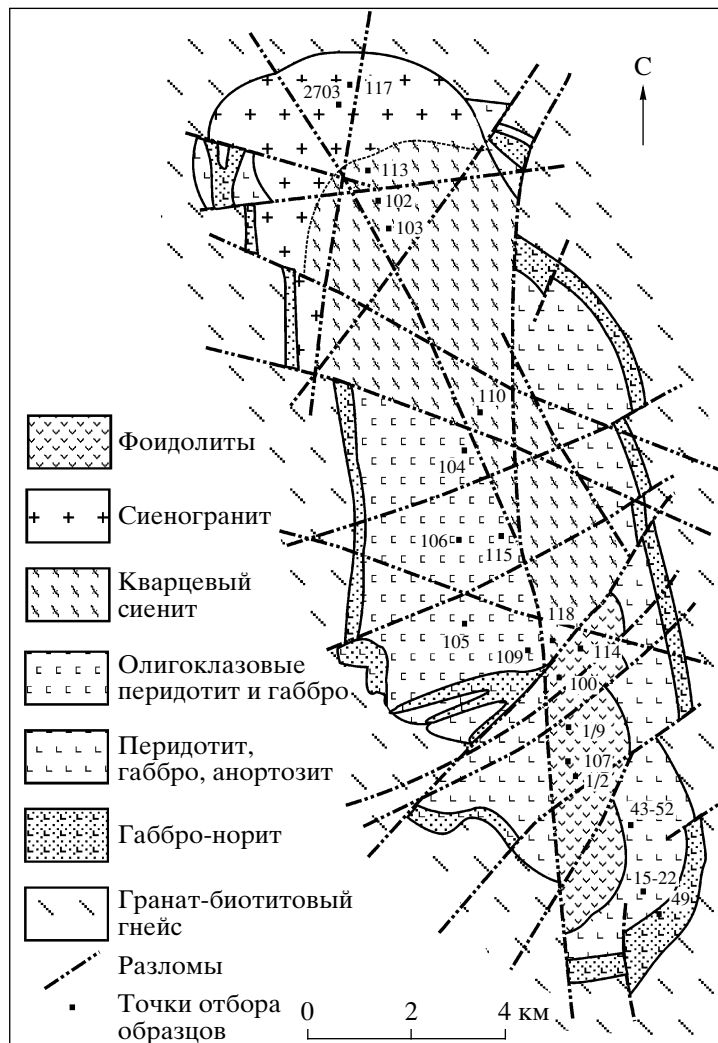 С
2703
117
113
102
103
110
104
106
115
118
105
109
114
100
1/9
107
1/2
43-52
15-22
49
Фоидолиты
Сиеногранит
Кварцевый
сиенит
Олигоклазовые
перидотит и габбро
Перидотит,
габбро, анортозит
Габбро-норит
Гранат-биотитовый
гнейс
Разломы
Точки отбора
образцов
0 2 4 км